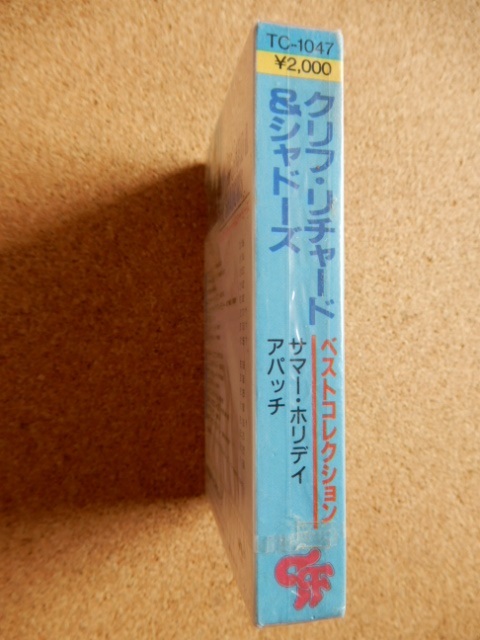 TC-1047
¥2,000
クリフ・リチャード
&シャドーズ
ベストコレクション
サマー・ホリデイ
アパッチ